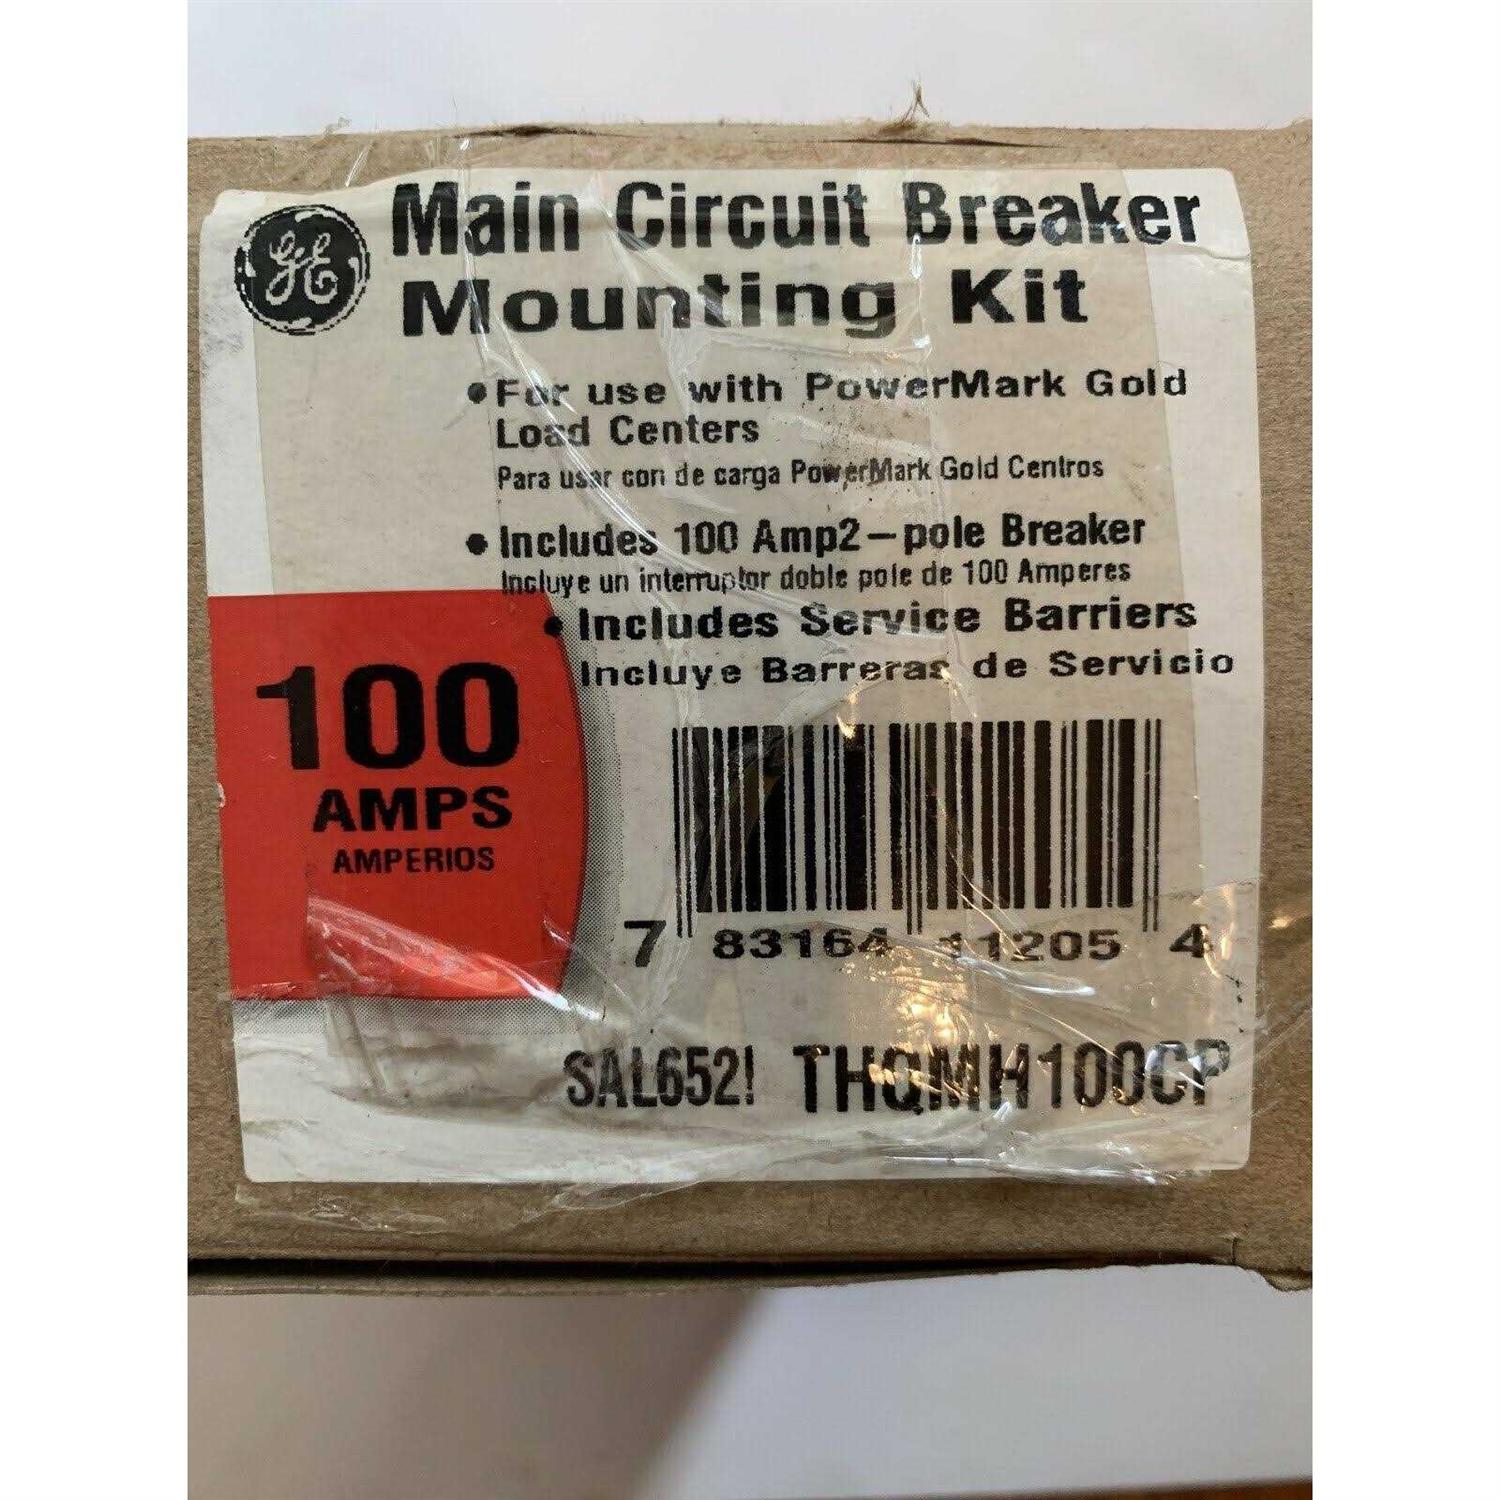 GE Main Circuit Breaker
Mounting Kit
• For use with PowerMark Gold
Load Centers
Para usar con de carga PowerMark Gold Centros
• Includes 100 Amp2-pole Breaker
Incluye un interruptor doble pole de 100 Amperes
• Includes Service Barriers
Incluye Barreras de Servicio
100
AMPS
AMPERIOS
7 83164 11205 4
SAL652! THQMH100CP